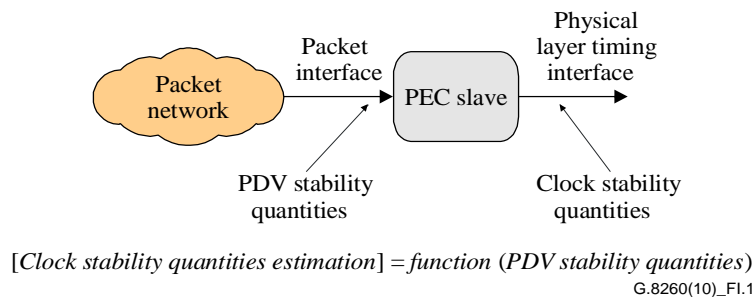 Packet
network
Packet
interface
PEC slave
Physical
layer timing
interface
PDV stability
quantities
Clock stability
quantities
[Clock stability quantities estimation] = function (PDV stability quantities)
G.8260(10)_FI.1